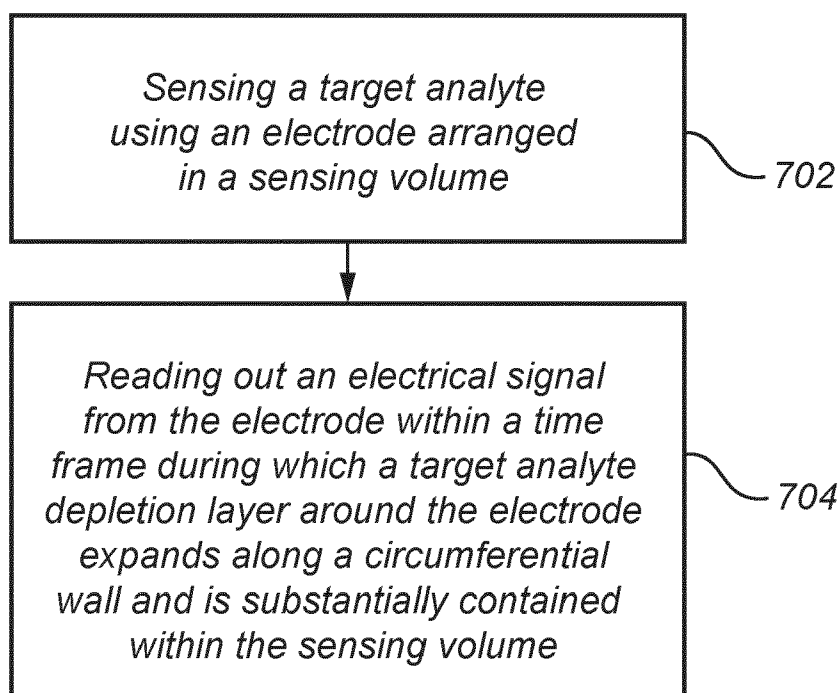 Sensing a target analyte
using an electrode arranged
in a sensing volume
702
Reading out an electrical signal
from the electrode within a time
frame during which a target analyte
depletion layer around the electrode
expands along a circumferential
wall and is substantially contained
within the sensing volume
704